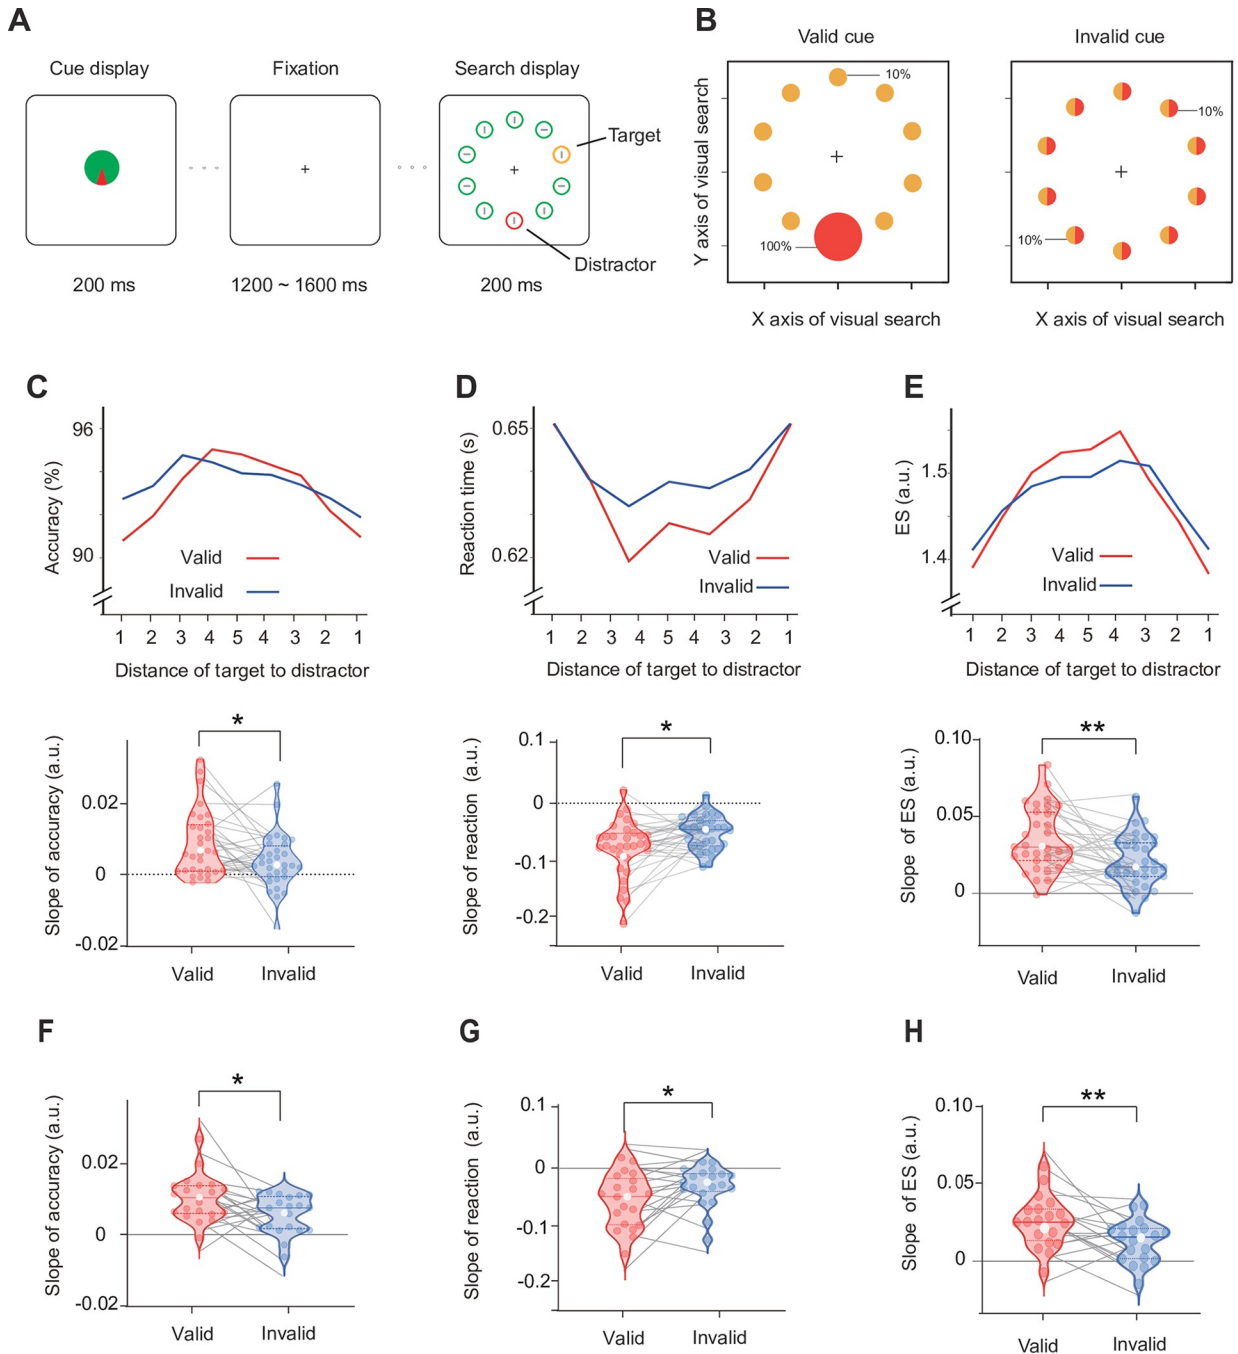 A
B
Cue display
Fixation
Search display
Target
Distractor
200 ms
1200 ~ 1600 ms
200 ms
Valid cue
Invalid cue
Y axis of visual search
10%
100%
10%
10%
X axis of visual search
X axis of visual search
C
D
E
Accuracy (%)
96
90
Valid
Invalid
1 2 3 4 5 4 3 2 1
Distance of target to distractor
Reaction time (s)
0.65
0.62
Valid
Invalid
1 2 3 4 5 4 3 2 1
Distance of target to distractor
ES (a.u.)
1.5
1.4
Valid
Invalid
1 2 3 4 5 4 3 2 1
Distance of target to distractor
Slope of accuracy (a.u.)
0.02
0
-0.02
*
Valid
Invalid
Slope of reaction (a.u.)
0.1
0
-0.1
-0.2
*
Valid
Invalid
Slope of ES (a.u.)
0.10
0.05
0
**
Valid
Invalid
F
G
H
Slope of accuracy (a.u.)
0.02
0
-0.02
*
Valid
Invalid
Slope of reaction (a.u.)
0.1
0
-0.1
-0.2
*
Valid
Invalid
Slope of ES (a.u.)
0.10
0.05
0
**
Valid
Invalid